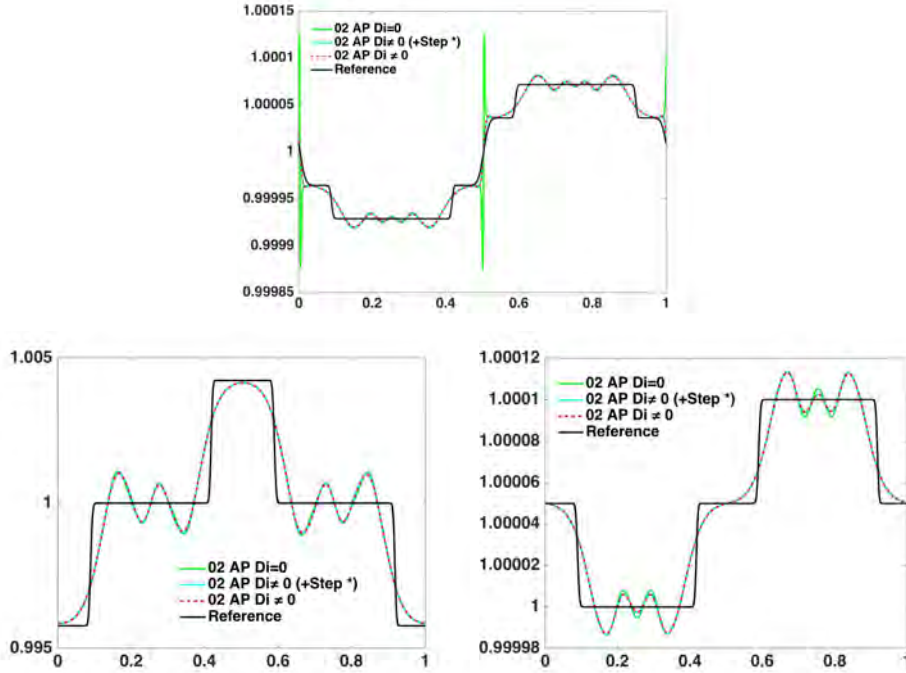 1.00015
1.0001
1.00005
1
0.99995
0.9999
0.99985
02 AP Di=0
02 AP Di≠ 0 (+Step *)
02 AP Di ≠ 0
Reference
0 0.2 0.4 0.6 0.8 1
1.005
1
0.995
02 AP Di=0
02 AP Di≠ 0 (+Step *)
02 AP Di ≠ 0
Reference
0 0.2 0.4 0.6 0.8 1
1.00012
1.0001
1.00008
1.00006
1.00004
1.00002
1
0.99998
02 AP Di=0
02 AP Di≠ 0 (+Step *)
02 AP Di ≠ 0
Reference
0 0.2 0.4 0.6 0.8 1